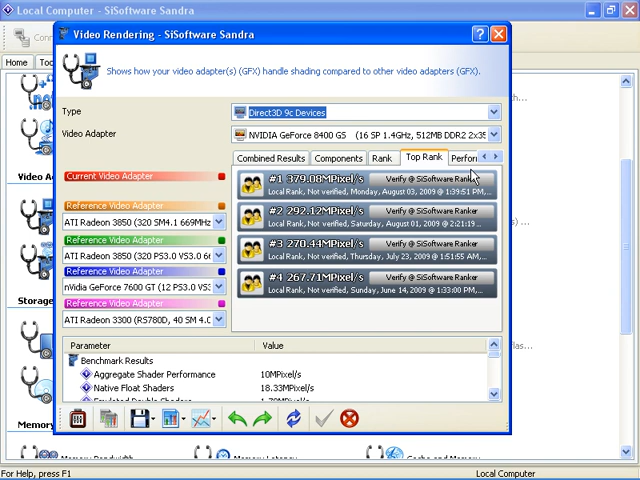 Local Computer - SiSoftware Sandra
Video Rendering - SiSoftware Sandra
Shows how your video adapter(s) (GFX) handle shading compared to other video adapters (GFX).
Home
Type
Direct3D 9c Devices
Video Adapter
NVIDIA GeForce 8400 GS (16 SP 1.4GHz, 512MB DDR2 2x35
Combined Results
Components
Rank
Top Rank
Perfor
Current Video Adapter
Reference Video Adapter
ATI Radeon 3850 (320 SM4.1 669MHz
Reference Video Adapter
ATI Radeon 3850 (320 PS3.0 VS3.0 6
Reference Video Adapter
nVidia GeForce 7600 GT (12 PS3.0 VS3
Reference Video Adapter
ATI Radeon 3300 (RS780D, 40 SM 4.0
#1 379.08MPixel/s
Verify @ SiSoftware Ranker
Local Rank, Not verified, Monday, August 03, 2009 @ 1:39:51 PM,...
#2 292.12MPixel/s
Verify @ SiSoftware Ranker
Local Rank, Not verified, Saturday, August 01, 2009 @ 2:21:19 ...
#3 270.44MPixel/s
Verify @ SiSoftware Ranker
Local Rank, Not verified, Thursday, July 23, 2009 @ 1:51:55 AM,...
#4 267.71MPixel/s
Verify @ SiSoftware Ranker
Local Rank, Not verified, Sunday, June 14, 2009 @ 1:33:00 PM,...
Parameter
Value
Benchmark Results
Aggregate Shader Performance
10MPixel/s
Native Float Shaders
18.33MPixel/s
Video A
Storage
Memory
For Help, press F1
Local Computer